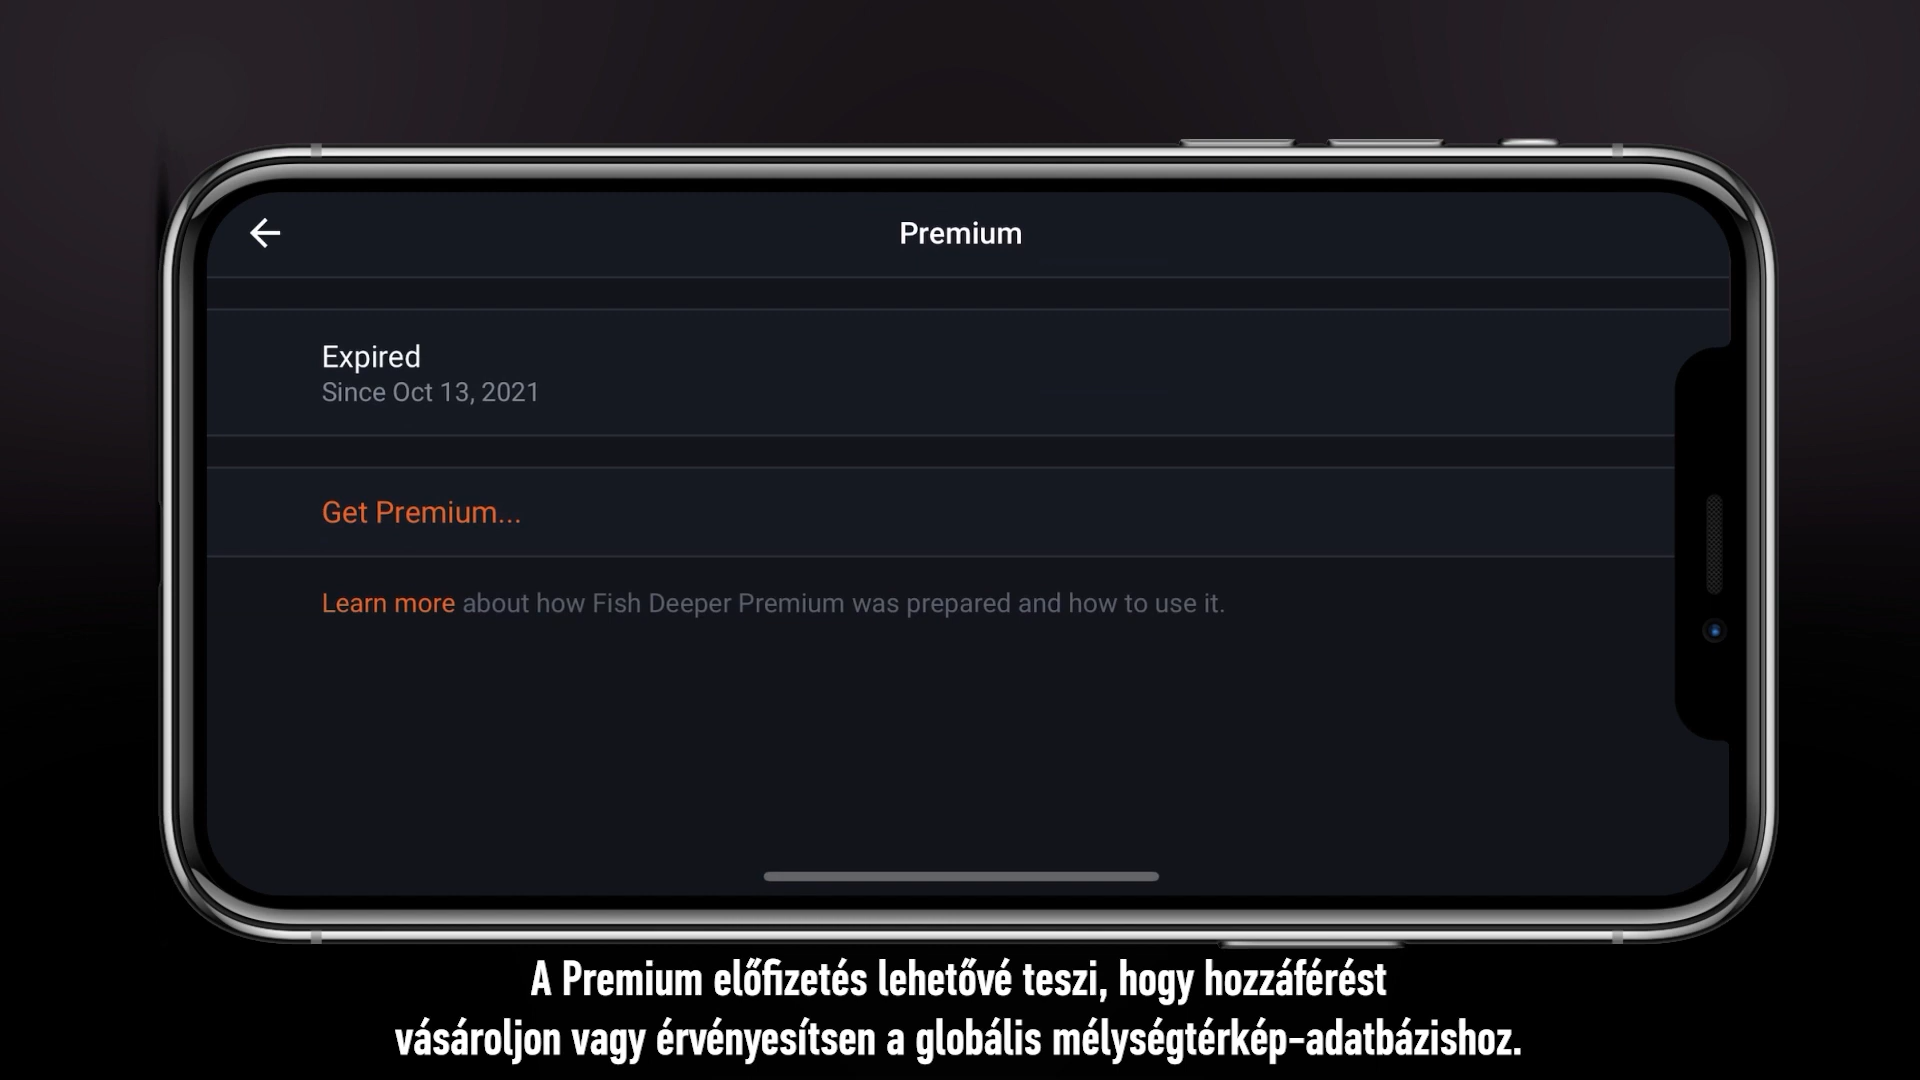 Premium
Expired
Since Oct 13, 2021
Get Premium...
Learn more about how Fish Deeper Premium was prepared and how to use it.
A Premium előfizetés lehetővé teszi, hogy hozzáférést
vásároljon vagy érvényesítsen a globális mélységtérkép-adatbázishoz.